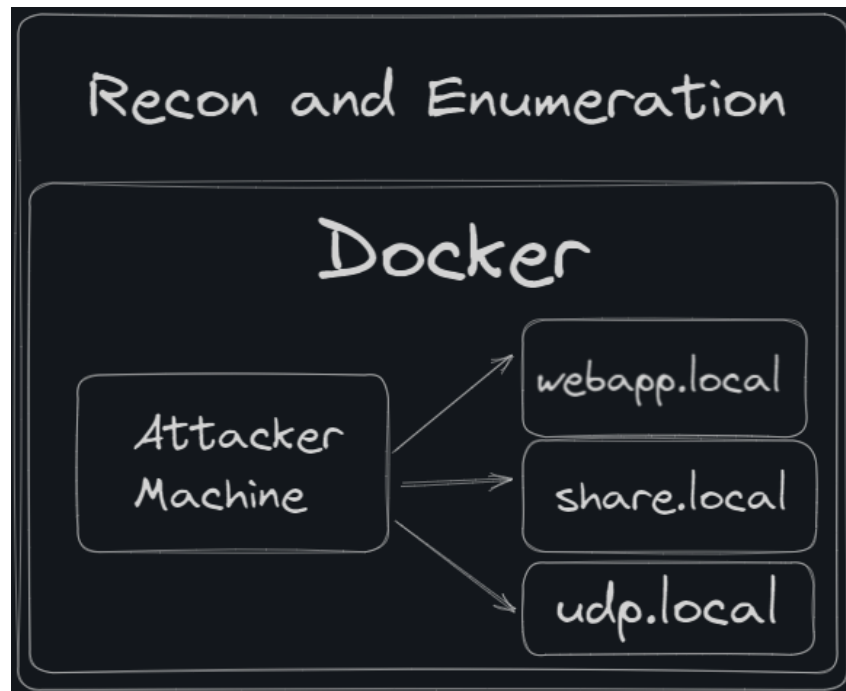 Recon and Enumeration
Docker
Attacker
Machine
webapp.local
share.local
udp.local